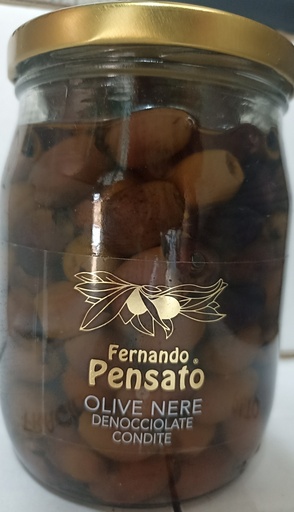 Fernando
Pensato®
OLIVE NERE
DENOCCIOLATE
CONDITE